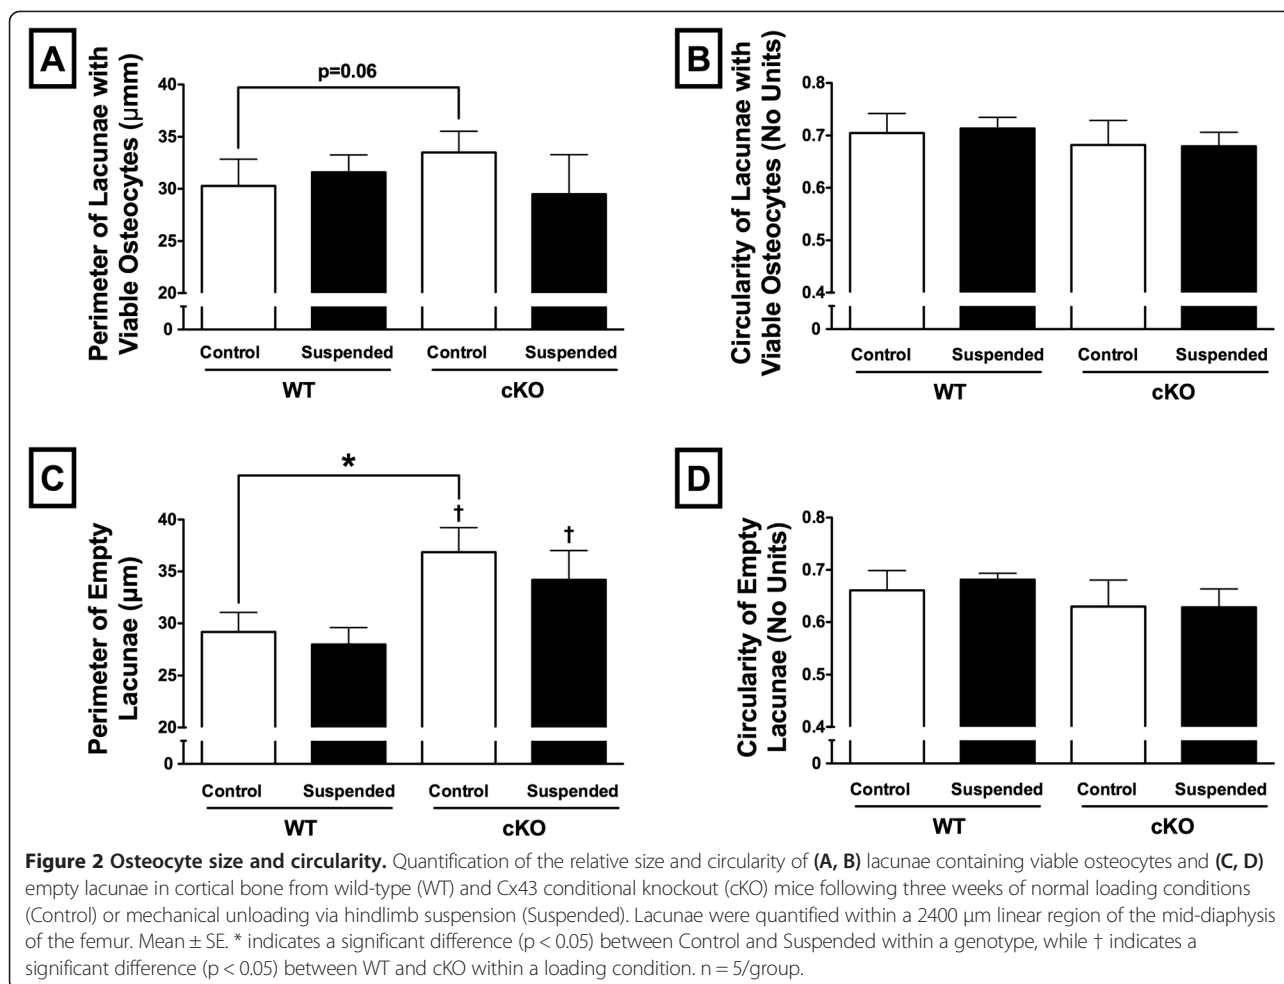 A
Perimeter of Lacunae with
Viable Osteocytes (µmm)
p=0.06
40
35
30
25
20
0
Control Suspended Control Suspended
WT cKO
B
Circularity of Lacunae with
Viable Osteocytes (No Units)
0.8
0.7
0.6
0.5
0.4
0
Control Suspended Control Suspended
WT cKO
C
Perimeter of Empty
Lacunae (µm)
*
† †
40
35
30
25
20
0
Control Suspended Control Suspended
WT cKO
D
Circularity of Empty
Lacunae (No Units)
0.8
0.7
0.6
0.5
0.4
0
Control Suspended Control Suspended
WT cKO
Figure 2 Osteocyte size and circularity. Quantification of the relative size and circularity of (A, B) lacunae containing viable osteocytes and (C, D)
empty lacunae in cortical bone from wild-type (WT) and Cx43 conditional knockout (cKO) mice following three weeks of normal loading conditions
(Control) or mechanical unloading via hindlimb suspension (Suspended). Lacunae were quantified within a 2400 µm linear region of the mid-diaphysis
of the femur. Mean ± SE. * indicates a significant difference (p < 0.05) between Control and Suspended within a genotype, while † indicates a
significant difference (p < 0.05) between WT and cKO within a loading condition. n = 5/group.